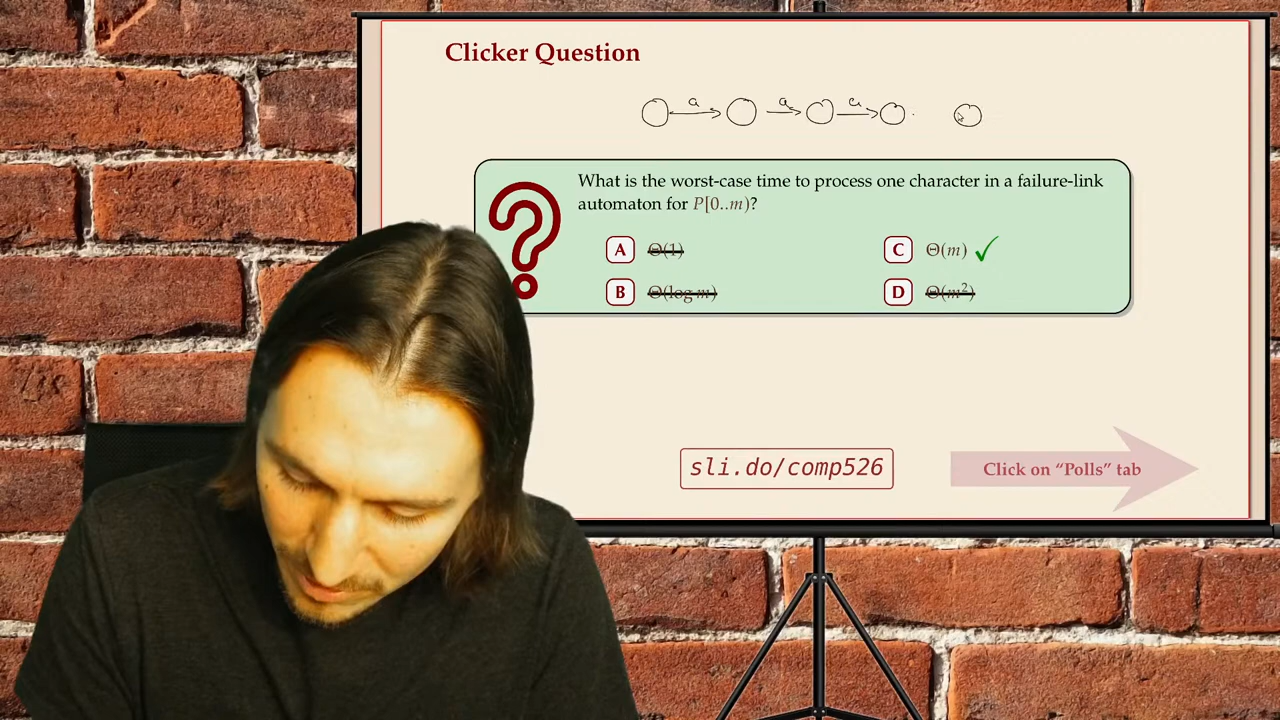 Clicker Question
a a a
What is the worst-case time to process one character in a failure-link
automaton for P[0..m)?
A Θ(1)
C Θ(m) ✓
B Θ(log m)
D Θ(m²)
sli.do/comp526
Click on “Polls” tab